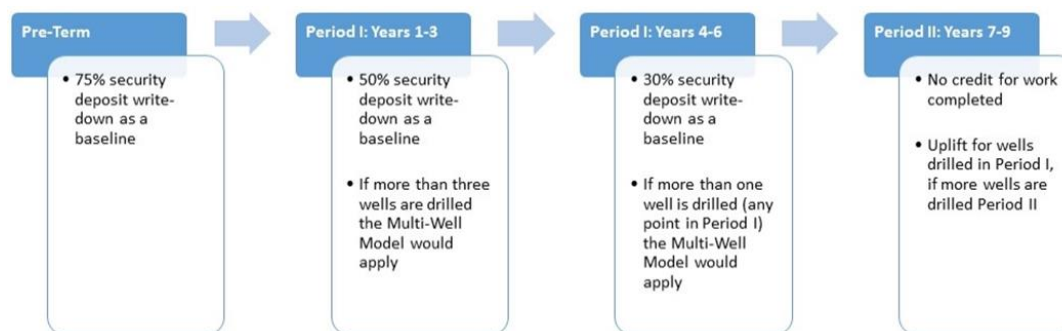 Pre-Term
• 75% security
deposit write-
down as a
baseline
Period I: Years 1-3
• 50% security
deposit write-
down as a
baseline
• If more than three
wells are drilled
the Multi-Well
Model would
apply
Period I: Years 4-6
• 30% security
deposit write-
down as a
baseline
• If more than one
well is drilled (any
point in Period I)
the Multi-Well
Model would
apply
Period II: Years 7-9
• No credit for work
completed
• Uplift for wells
drilled in Period I,
if more wells are
drilled Period II